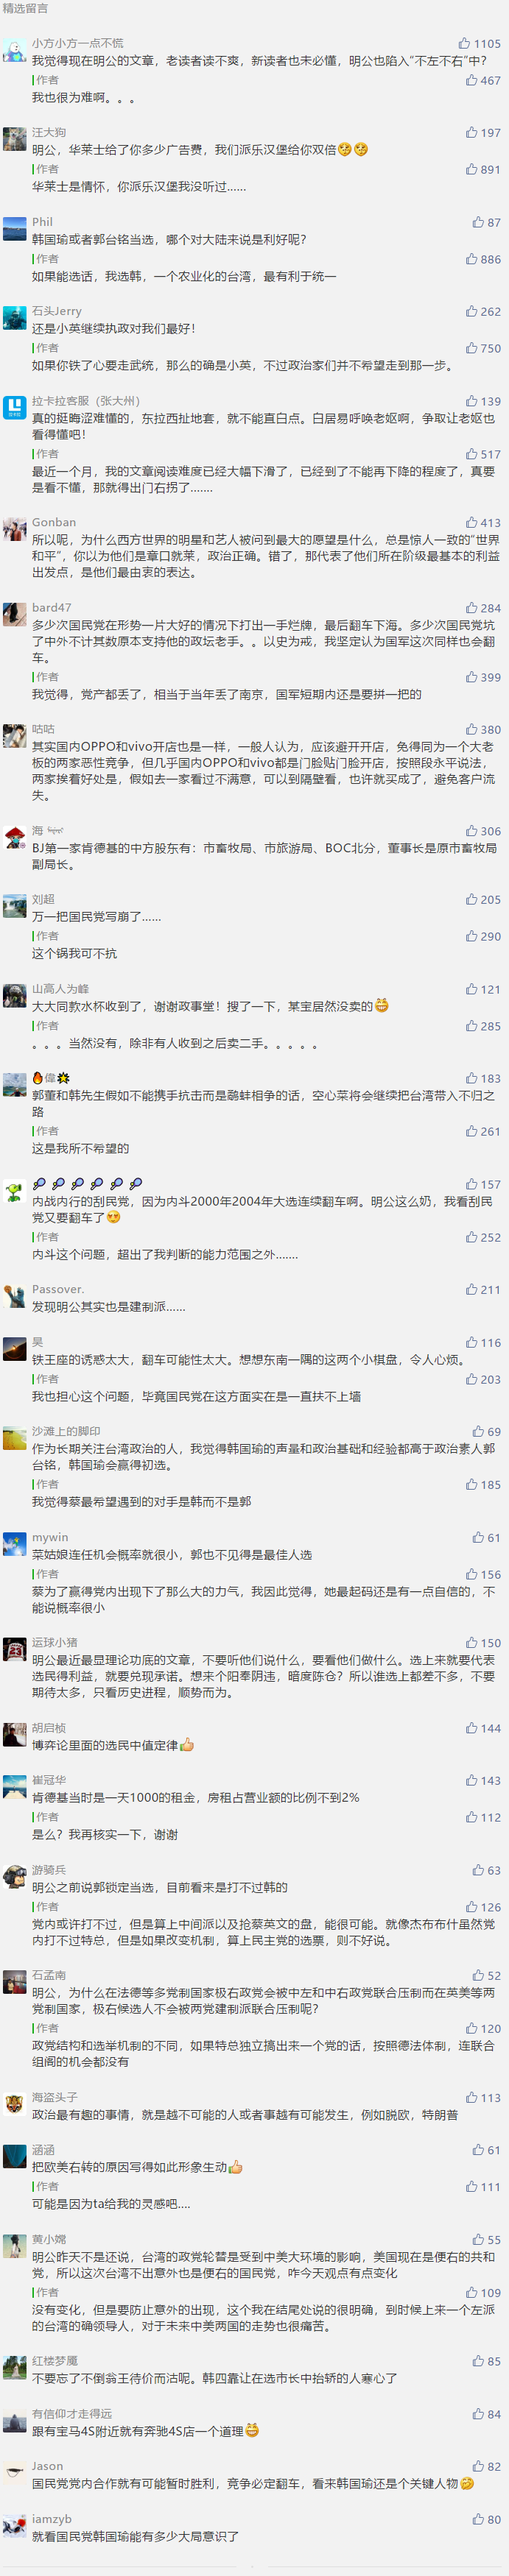 精选留言
小方小方一点不慌 1105
我觉得现在明公的文章，老读者读不爽，新读者也未必懂，明公也陷入“不左不右”中？
作者 467
我也很为难啊。。。
汪大狗 197
明公，华莱士给了你多少广告费，我们派乐汉堡给你双倍
作者 891
华莱士是情怀，你派乐汉堡我没听过……
Phil 87
韩国瑜或者郭台铭当选，哪个对大陆来说是利好呢？
作者 886
如果能选话，我选韩，一个农业化的台湾，最有利于统一
石头Jerry 262
还是小英继续执政对我们最好！
作者 750
如果你铁了心要走武统，那么的确是小英，不过政治家们并不希望走到那一步。
拉卡拉客服（张大州） 139
真的挺晦涩难懂的，东拉西扯地套，就不能直白点。白居易呼唤老妪啊，争取让老妪也
看得懂吧！
作者 517
最近一个月，我的文章阅读难度已经大幅下滑了，已经到了不能再下降的程度了，真要
是看不懂，那就得出门右拐了.......
Gonban 413
所以呢，为什么西方世界的明星和艺人被问到最大的愿望是什么，总是惊人一致的“世界
和平”，你以为他们是章口就莱，政治正确。错了，那代表了他们所在阶级最基本的利益
出发点，是他们最由衷的表达。
bard47 284
多少次国民党在形势一片大好的情况下打出一手烂牌，最后翻车下海。多少次国民党坑
了中外不计其数原本支持他的政坛老手。。以史为戒，我坚定认为国军这次同样也会翻
车。
作者 399
我觉得，党产都丢了，相当于当年丢了南京，国军短期内还是要拼一把的
咕咕 380
其实国内OPPO和vivo开店也是一样，一般人认为，应该避开开店，免得同为一个大老
板的两家恶性竞争，但几乎国内OPPO和vivo都是门脸贴门脸开店，按照段永平说法，
两家挨着好处是，假如去一家看过不满意，可以到隔壁看，也许就买成了，避免客户流
失。
海 306
BJ第一家肯德基的中方股东有：市畜牧局、市旅游局、BOC北分，董事长是原市畜牧局
副局长。
刘超 205
万一把国民党写崩了……
作者 290
这个锅我可不抗
山高人为峰 121
大大同款水杯收到了，谢谢政事堂！搜了一下，某宝居然没卖的
作者 285
。。。当然没有，除非有人收到之后卖二手。。。。。
偉 183
郭董和韩先生假如不能携手抗击而是鹬蚌相争的话，空心菜将会继续把台湾带入不归之
路
作者 261
这是我所不希望的
157
内战内行的刮民党，因为内斗2000年2004年大选连续翻车啊。明公这么奶，我看刮民
党又要翻车了
作者 252
内斗这个问题，超出了我判断的能力范围之外.......
Passover. 211
发现明公其实也是建制派……
昊 116
铁王座的诱惑太大，翻车可能性太大。想想东南一隅的这两个小棋盘，令人心烦。
作者 203
我也担心这个问题，毕竟国民党在这方面实在是一直扶不上墙
沙滩上的脚印 69
作为长期关注台湾政治的人，我觉得韩国瑜的声量和政治基础和经验都高于政治素人郭
台铭，韩国瑜会赢得初选。
作者 185
我觉得蔡最希望遇到的对手是韩而不是郭
mywin 61
菜姑娘连任机会概率就很小，郭也不见得是最佳人选
作者 156
蔡为了赢得党内出现下了那么大的力气，我因此觉得，她最起码还是有一点自信的，不
能说概率很小
运球小猪 150
明公最近最显理论功底的文章，不要听他们说什么，要看他们做什么。选上来就要代表
选民得利益，就要兑现承诺。想来个阳奉阴违，暗度陈仓？所以谁选上都差不多，不要
期待太多，只看历史进程，顺势而为。
胡启桢 144
博弈论里面的选民中值定律
崔冠华 143
肯德基当时是一天1000的租金，房租占营业额的比例不到2%
作者 112
是么？我再核实一下，谢谢
游骑兵 63
明公之前说郭锁定当选，目前看来是打不过韩的
作者 126
党内或许打不过，但是算上中间派以及抢蔡英文的盘，能很可能。就像杰布布什虽然党
内打不过特总，但是如果改变机制，算上民主党的选票，则不好说。
石孟南 52
明公，为什么在法德等多党制国家极右政党会被中左和中右政党联合压制而在英美等两
党制国家，极右候选人不会被两党建制派联合压制呢？
作者 120
政党结构和选举机制的不同，如果特总独立搞出来一个党的话，按照德法体制，连联合
组阁的机会都没有
海盗头子 113
政治最有趣的事情，就是越不可能的人或者事越有可能发生，例如脱欧，特朗普
涵涵 61
把欧美右转的原因写得如此形象生动
作者 111
可能是因为ta给我的灵感吧....
黄小嫦 55
明公昨天不是还说，台湾的政党轮替是受到中美大环境的影响，美国现在是便右的共和
党，所以这次台湾不出意外也是便右的国民党，咋今天观点有点变化
作者 109
没有变化，但是要防止意外的出现，这个我在结尾处说的很明确，到时候上来一个左派
的台湾的确领导人，对于未来中美两国的走势也很痛苦。
红楼梦魇 85
不要忘了不倒翁王待价而沽呢。韩四靠让在选市长中抬轿的人寒心了
有信仰才走得远 84
跟有宝马4S附近就有奔驰4S店一个道理
Jason 82
国民党党内合作就有可能暂时胜利，竞争必定翻车，看来韩国瑜还是个关键人物
iamzyb 80
就看国民党韩国瑜能有多少大局意识了